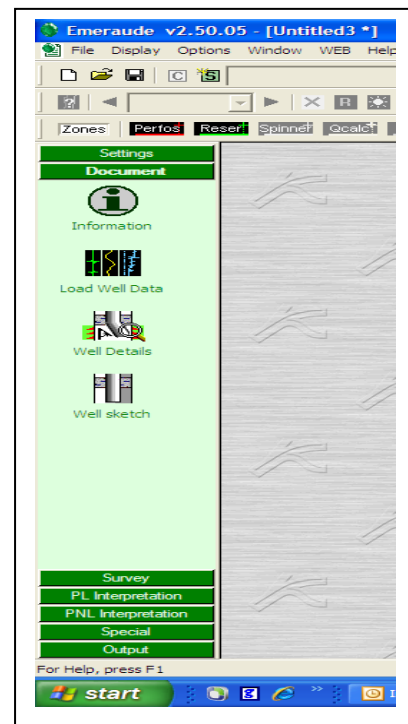 Emeraude v2.50.05 - [Untitled3 *]
File Display Options Window WEB Help
C
R
Zones Perfos Reser Spinner Qcalc
Settings
Document
Information
Load Well Data
Well Details
Well sketch
Survey
PL Interpretation
PNL Interpretation
Special
Output
For Help, press F1
start